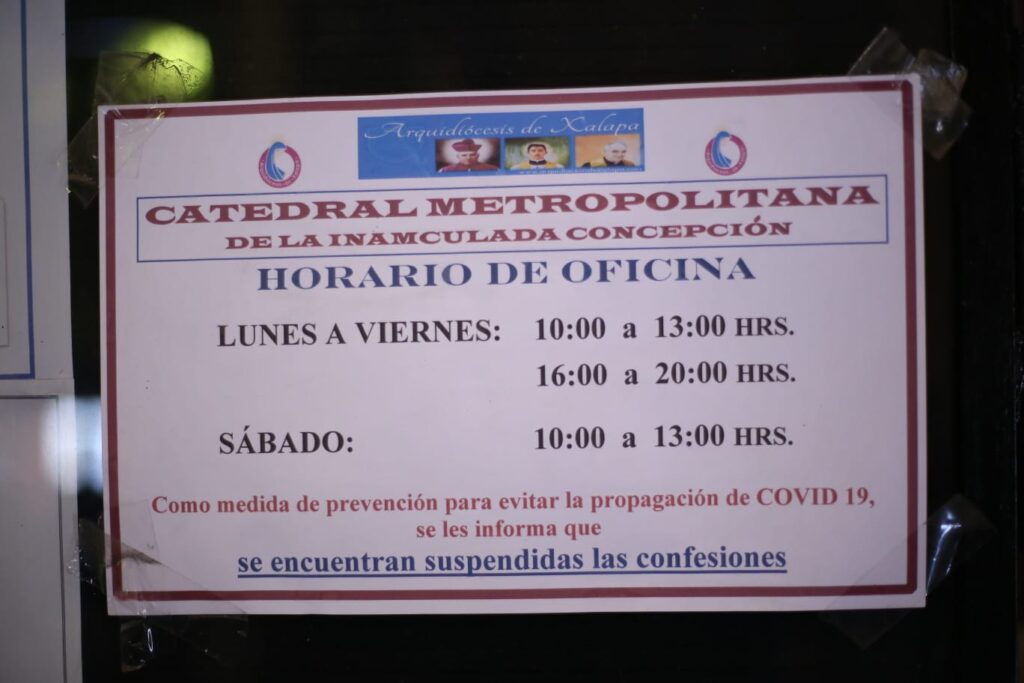 Arquidiócesis de Xalapa
CATEDRAL METROPOLITANA
DE LA INAMCULADA CONCEPCIÓN
HORARIO DE OFICINA
LUNES A VIERNES: 10:00 a 13:00 HRS.
16:00 a 20:00 HRS.
SÁBADO: 10:00 a 13:00 HRS.
Como medida de prevención para evitar la propagación de COVID 19,
se les informa que
se encuentran suspendidas las confesiones